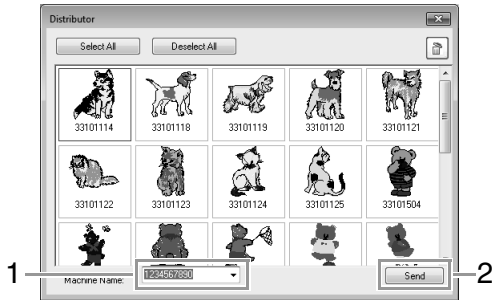 Distributor
Select All
Deselect All
33101114
33101118
33101119
33101120
33101121
33101122
33101123
33101124
33101125
33101504
1
Machine Name:
1234567890
Send
2